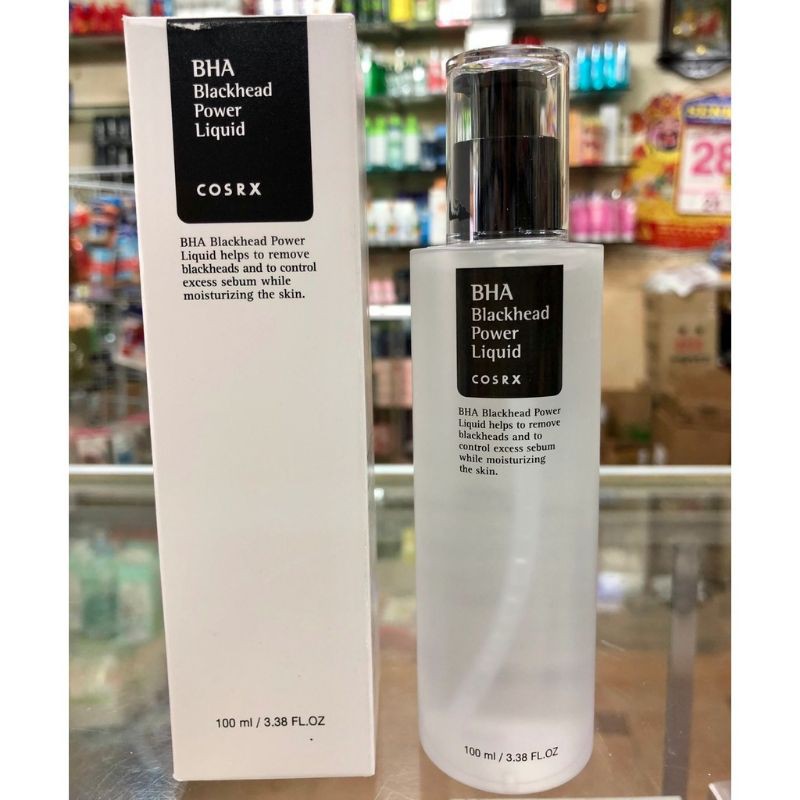 BHA
Blackhead
Power
Liquid
COSRX
BHA Blackhead Power
Liquid helps to remove
blackheads and to control
excess sebum while
moisturizing the skin.
100 ml / 3.38 FL.OZ
BHA
Blackhead
Power
Liquid
COSRX
BHA Blackhead Power
Liquid helps to remove
blackheads and to
control excess sebum
while moisturizing
the skin.
100 ml / 3.38 FL.OZ
28